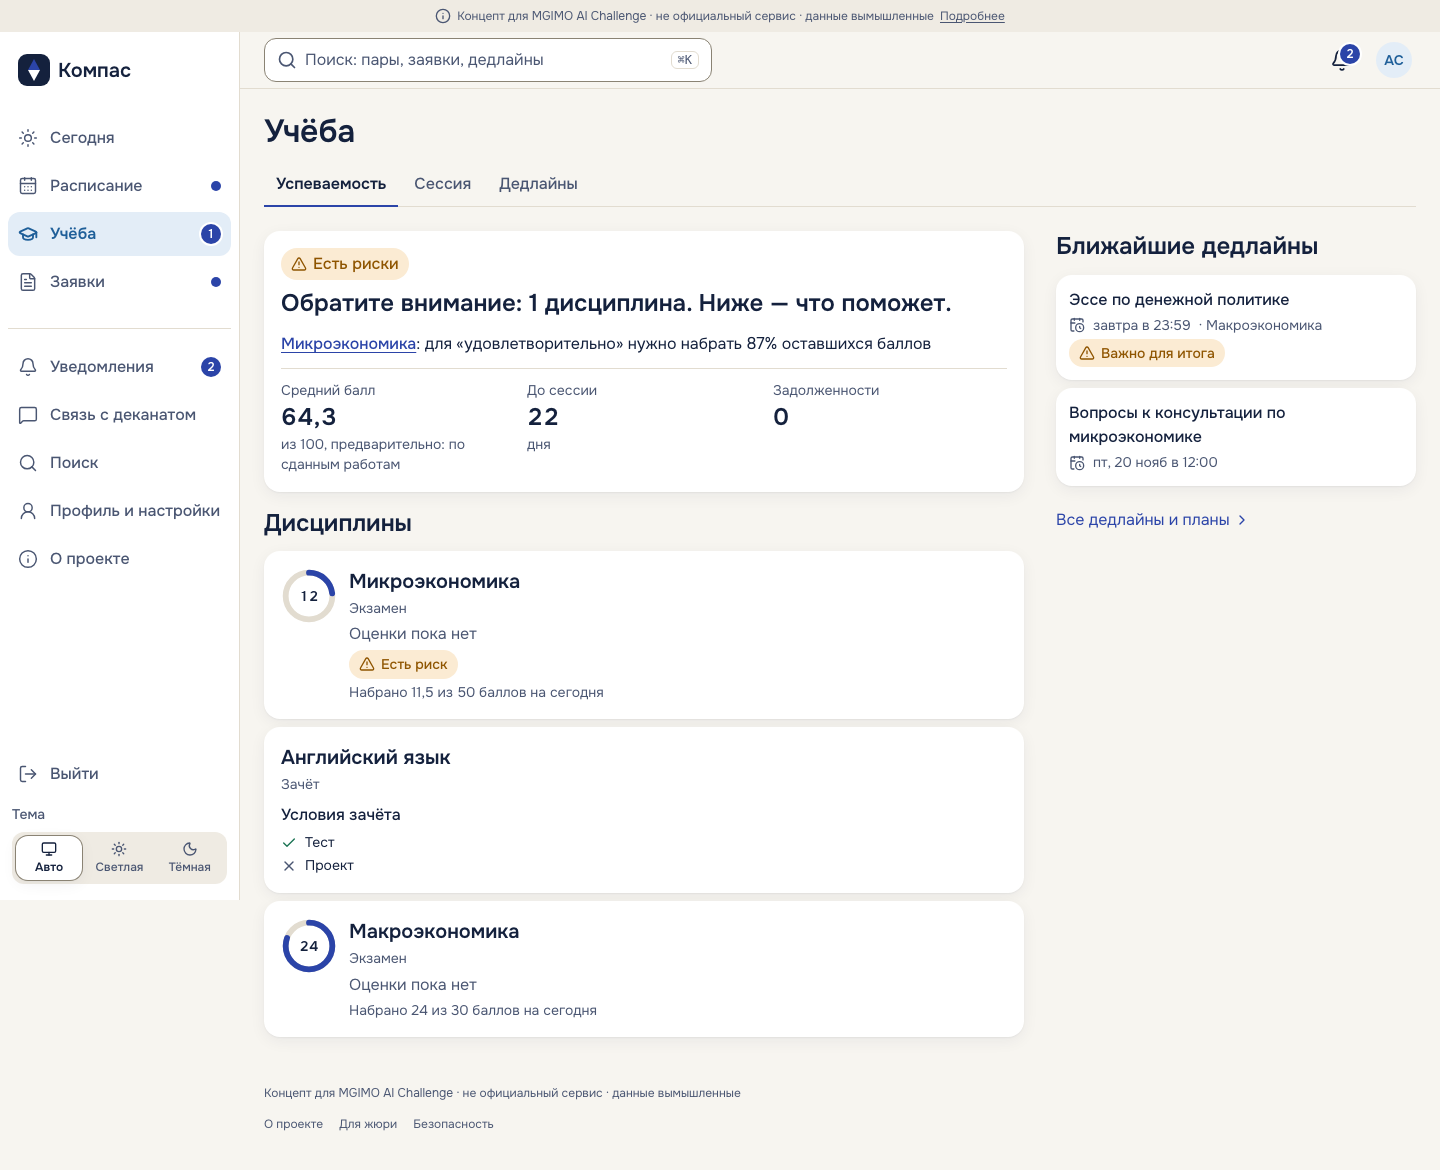 Концепт для MGIMO AI Challenge · не официальный сервис · данные вымышленные Подробнее
Компас
Поиск: пары, заявки, дедлайны
⌘K
2
АС
Сегодня
Расписание
Учёба
1
Заявки
Уведомления
2
Связь с деканатом
Поиск
Профиль и настройки
О проекте
Выйти
Тема
Авто
Светлая
Тёмная
Учёба
Успеваемость
Сессия
Дедлайны
Есть риски
Обратите внимание: 1 дисциплина. Ниже — что поможет.
Микроэкономика: для «удовлетворительно» нужно набрать 87% оставшихся баллов
Средний балл
64,3
из 100, предварительно: по
сданным работам
До сессии
22
дня
Задолженности
0
Дисциплины
12
Микроэкономика
Экзамен
Оценки пока нет
Есть риск
Набрано 11,5 из 50 баллов на сегодня
Английский язык
Зачёт
Условия зачёта
Тест
Проект
24
Макроэкономика
Экзамен
Оценки пока нет
Набрано 24 из 30 баллов на сегодня
Ближайшие дедлайны
Эссе по денежной политике
завтра в 23:59 · Макроэкономика
Важно для итога
Вопросы к консультации по
микроэкономике
пт, 20 нояб в 12:00
Все дедлайны и планы
Концепт для MGIMO AI Challenge · не официальный сервис · данные вымышленные
О проекте
Для жюри
Безопасность